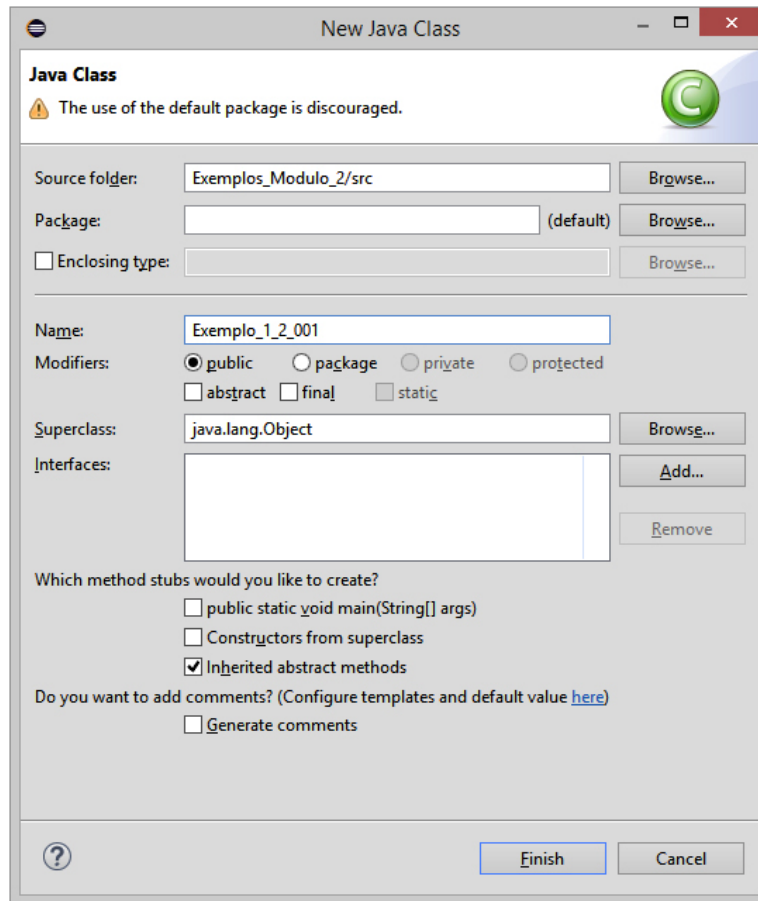 New Java Class
Java Class
The use of the default package is discouraged.
Source folder: Exemplos_Modulo_2/src Browse...
Package: (default) Browse...
Enclosing type: Browse...
Name: Exemplo_1_2_001
Modifiers: public package private protected
abstract final static
Superclass: java.lang.Object Browse...
Interfaces: Add...
Remove
Which method stubs would you like to create?
public static void main(String[] args)
Constructors from superclass
Inherited abstract methods
Do you want to add comments? (Configure templates and default value here)
Generate comments
? Finish Cancel